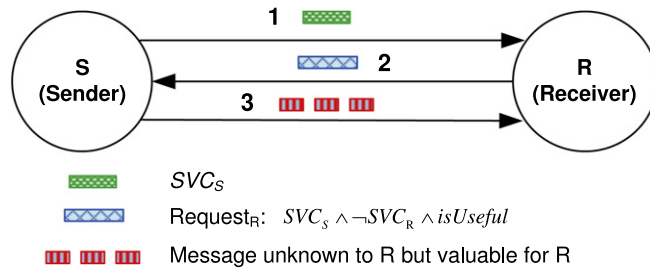 1
S
(Sender)
2
R
(Receiver)
3
SVC_S
Request_R: SVC_S ∧ ¬SVC_R ∧ isUseful
Message unknown to R but valuable for R